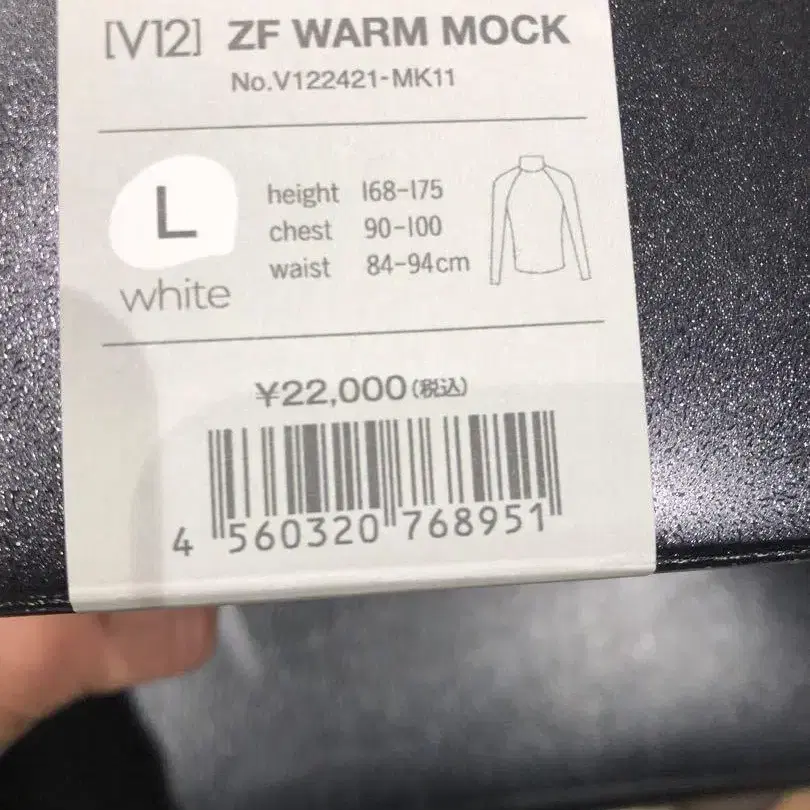 [V12] ZF WARM MOCK
No.V122421-MK11
L
white
height 168-175
chest 90-100
waist 84-94cm
¥22,000(税込)
4 560320 768951